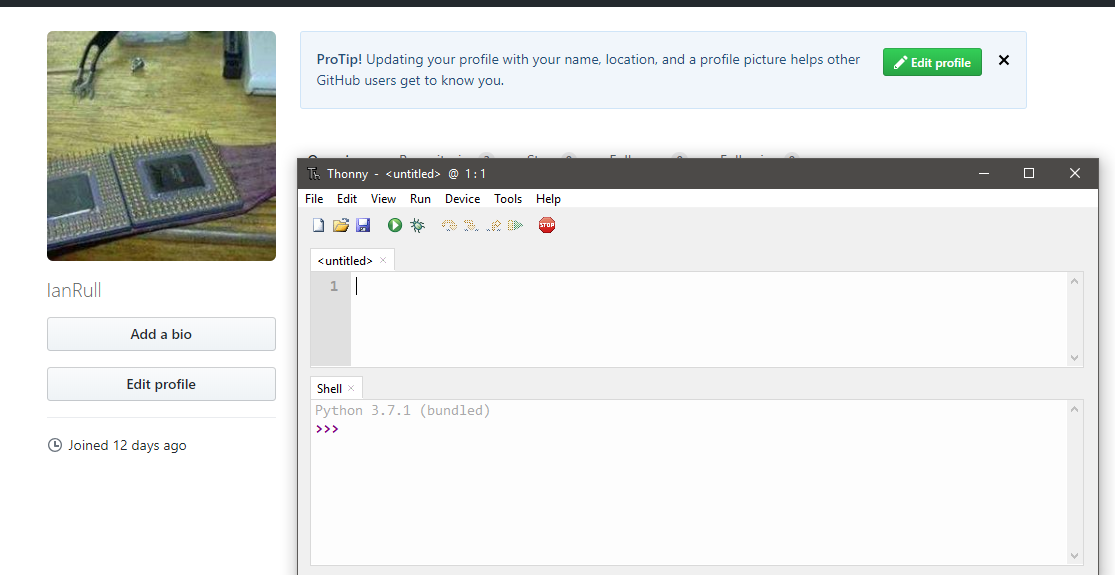 ProTip! Updating your profile with your name, location, and a profile picture helps other
GitHub users get to know you.
Edit profile
IanRull
Add a bio
Edit profile
Joined 12 days ago
Thonny - <untitled> @ 1:1
File Edit View Run Device Tools Help
STOP
<untitled>
1
Shell
Python 3.7.1 (bundled)
>>>